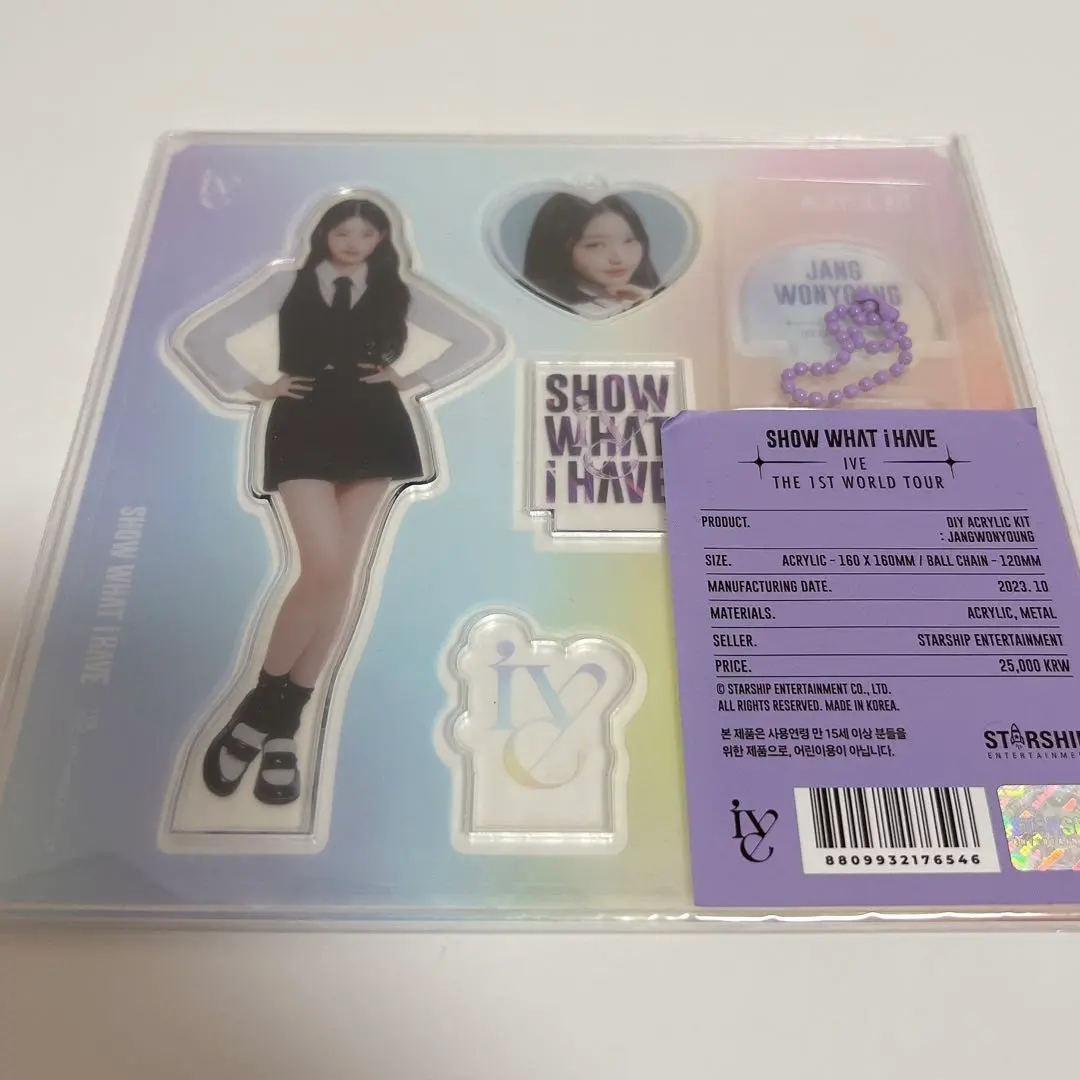 JANG
WONYOUNG
SHOW
WHAT
i HAVE
SHOW WHAT i HAVE
ive
SHOW WHAT i HAVE
IVE
THE 1ST WORLD TOUR
PRODUCT. DIY ACRYLIC KIT
: JANGWONYOUNG
SIZE. ACRYLIC - 160 X 160MM / BALL CHAIN - 120MM
MANUFACTURING DATE. 2023. 10
MATERIALS. ACRYLIC, METAL
SELLER. STARSHIP ENTERTAINMENT
PRICE. 25,000 KRW
© STARSHIP ENTERTAINMENT CO., LTD.
ALL RIGHTS RESERVED. MADE IN KOREA.
본 제품은 사용연령 만 15세 이상 분들을
위한 제품으로, 어린이용이 아닙니다.
STARSHI
ENTERTAINME
ive
8809932176546